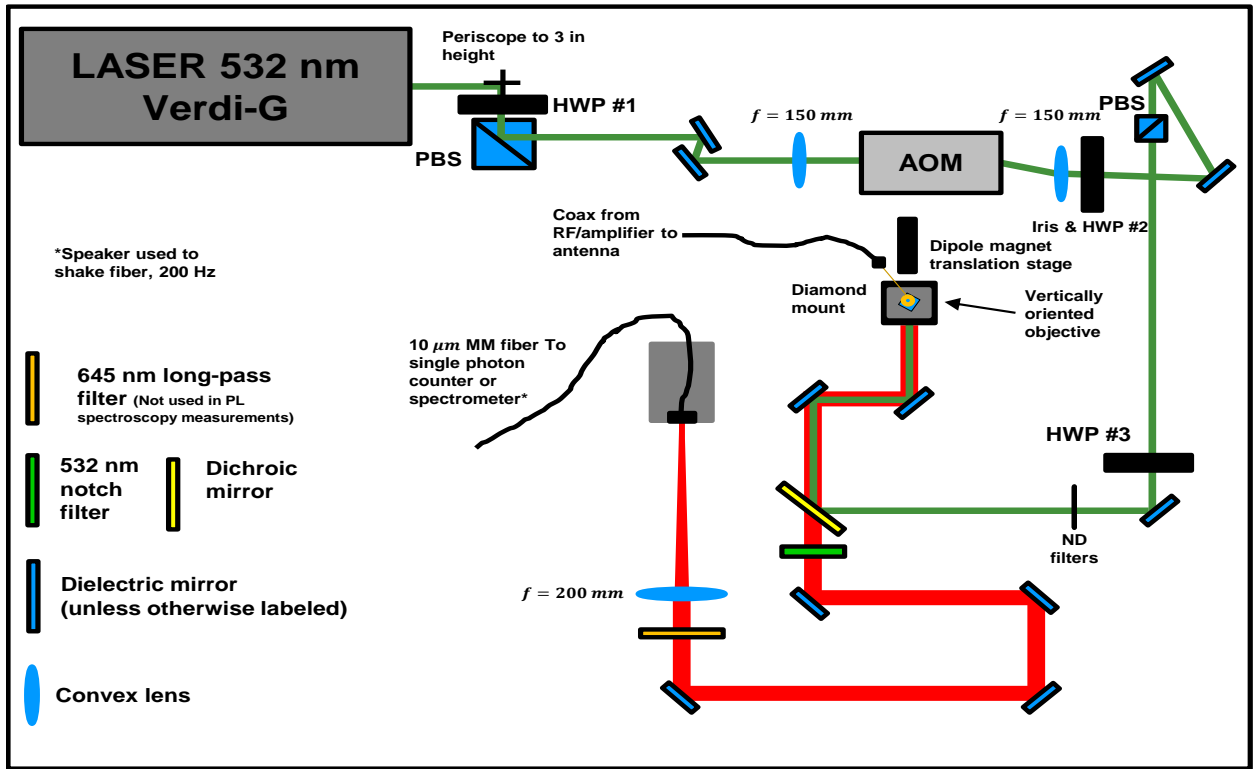 LASER 532 nm
Verdi-G
Periscope to 3 in
height
HWP #1
PBS
𝑓 = 150 𝑚𝑚
AOM
𝑓 = 150 𝑚𝑚
PBS
Iris & HWP #2
Coax from
RF/amplifier to
antenna
Dipole magnet
translation stage
*Speaker used to
shake fiber, 200 Hz
Diamond
mount
Vertically
oriented
objective
10 𝜇𝑚 MM fiber To
single photon
counter or
spectrometer*
HWP #3
ND
filters
𝑓 = 200 𝑚𝑚
645 nm long-pass
filter (Not used in PL
spectroscopy measurements)
532 nm
notch
filter
Dichroic
mirror
Dielectric mirror
(unless otherwise labeled)
Convex lens